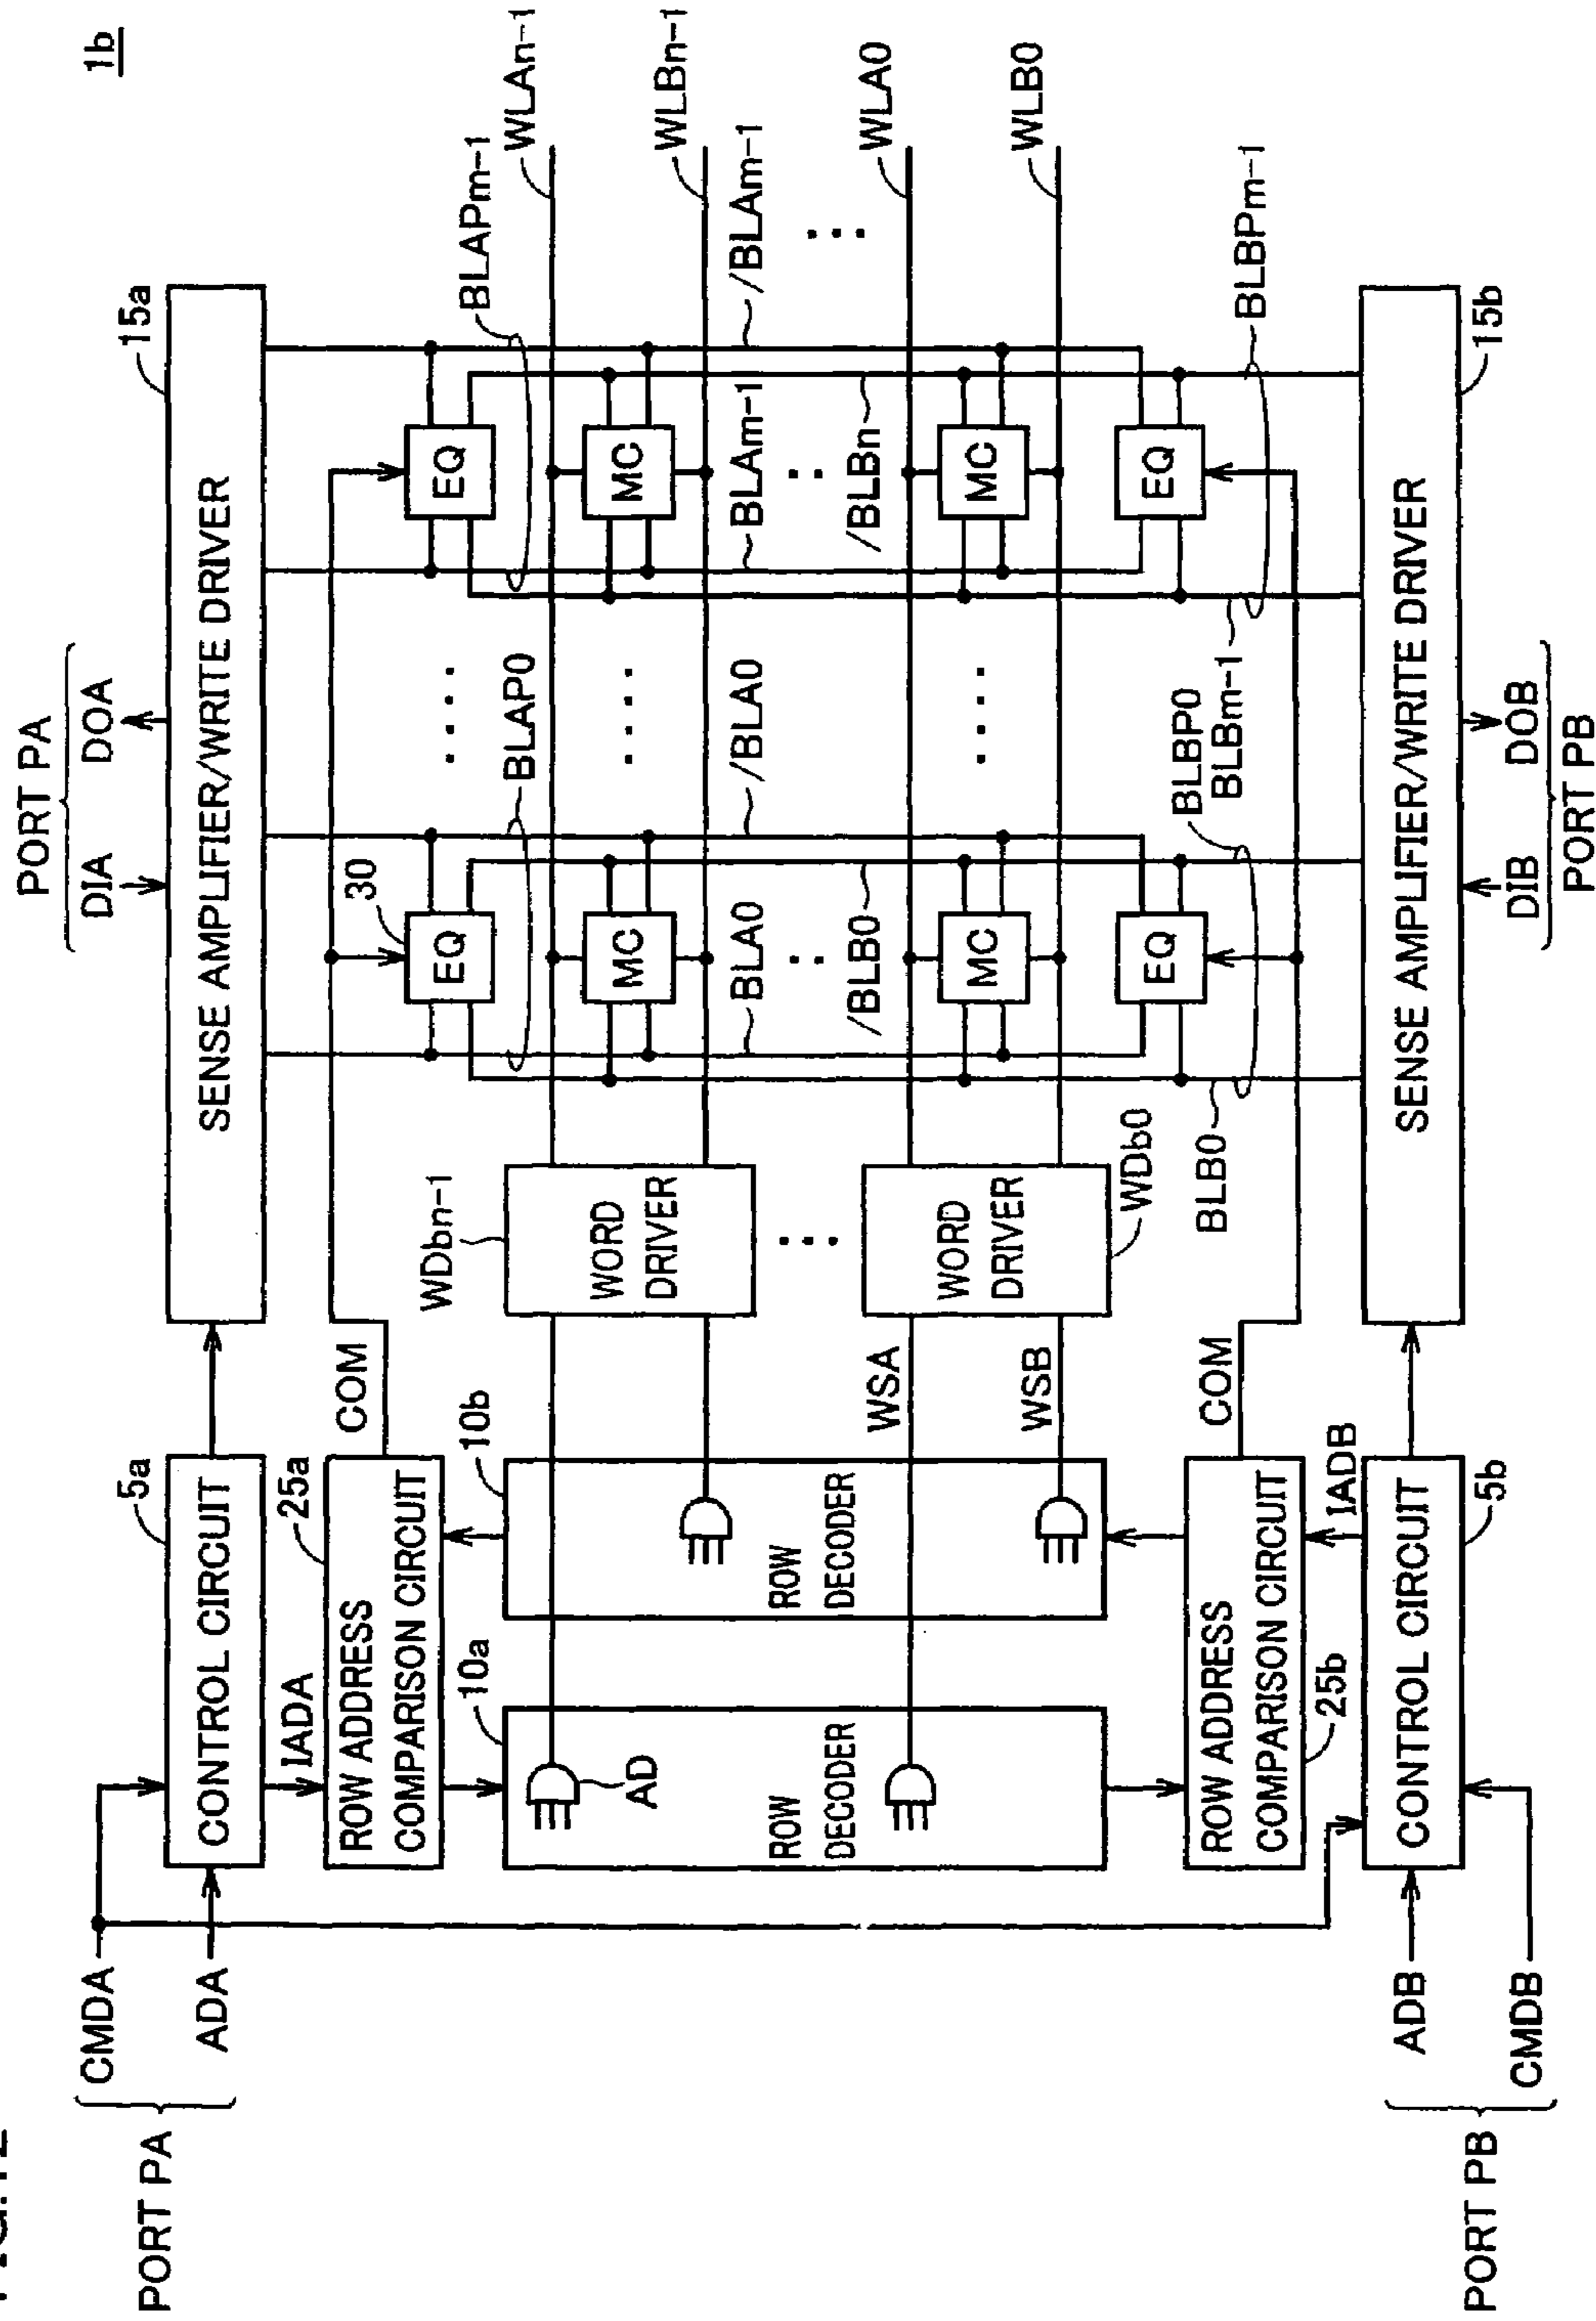 1b
PORT PA
DIA
DOA
15a
SENSE AMPLIFIER/WRITE DRIVER
CMDA
ADA
PORT PA
5a
CONTROL CIRCUIT
IADA
25a
ROW ADDRESS
COMPARISON CIRCUIT
COM
30
EQ
EQ
BLAP0
BLAPm-1
WLAn-1
WLBn-1
WLA0
WLB0
10a
AD
ROW
DECODER
10b
ROW
DECODER
WDbn-1
WORD
DRIVER
WORD
DRIVER
WDb0
WSA
WSB
MC
MC
MC
MC
BLA0
/BLA0
/BLB0
BLAm-1
/BLAm-1
/BLBn-
EQ
EQ
BLB0
BLBP0
BLBm-1
BLBPm-1
ROW ADDRESS
COMPARISON CIRCUIT
25b
COM
IADB
CONTROL CIRCUIT
5b
ADB
CMDB
PORT PB
SENSE AMPLIFIER/WRITE DRIVER
15b
DIB
DOB
PORT PB